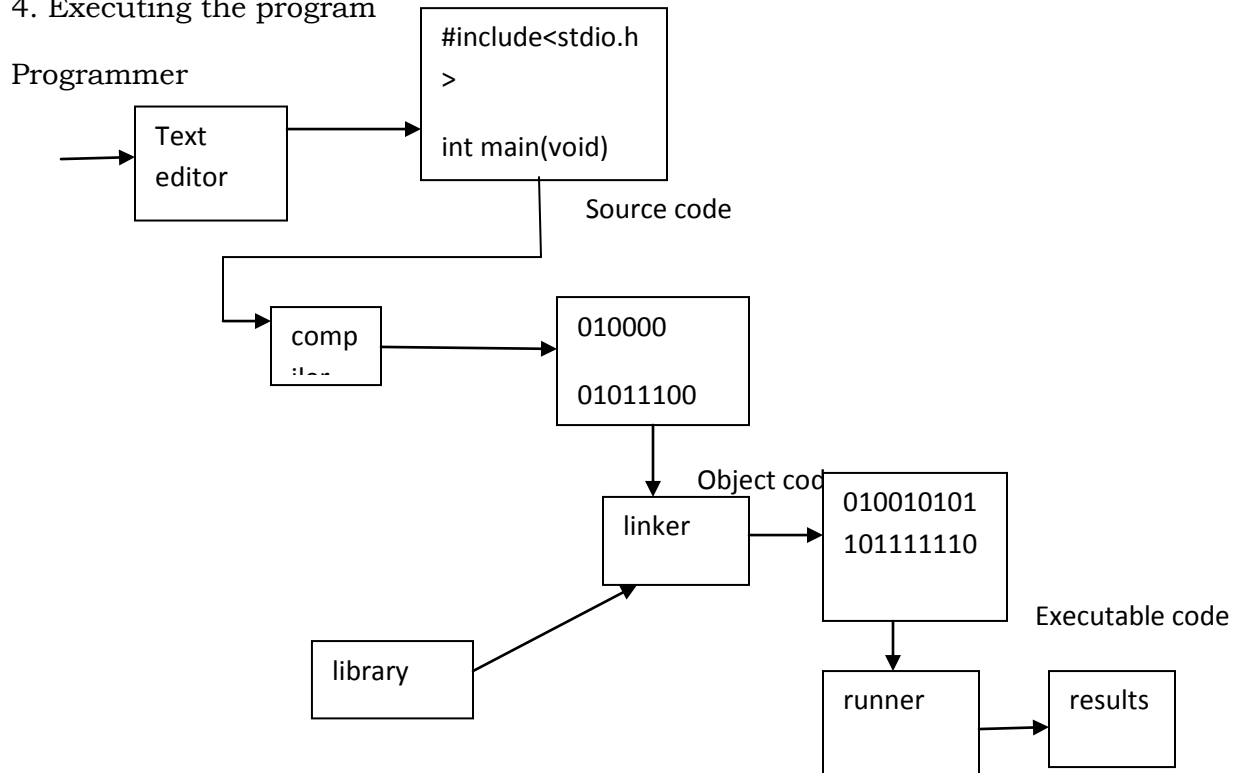 4. Executing the program
Programmer
#include<stdio.h
>
int main(void)
Text
editor
Source code
comp
010000
01011100
Object cod
linker
010010101
101111110
Executable code
library
runner
results